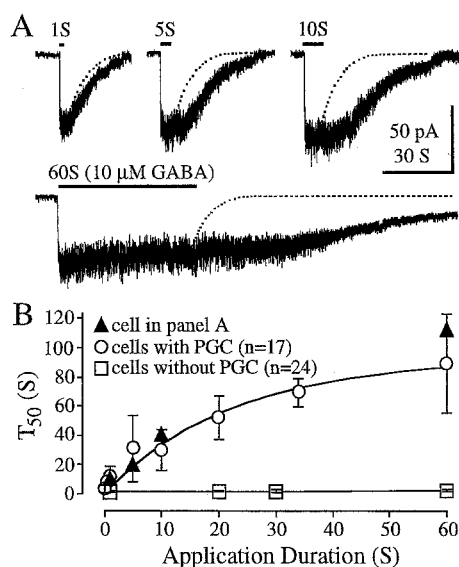 A
1S
5S
10S
50 pA
30 S
60S (10 μM GABA)
B
▲ cell in panel A
○ cells with PGC (n=17)
□ cells without PGC (n=24)
T50 (S)
120
100
80
60
40
20
0
0 10 20 30 40 50 60
Application Duration (S)